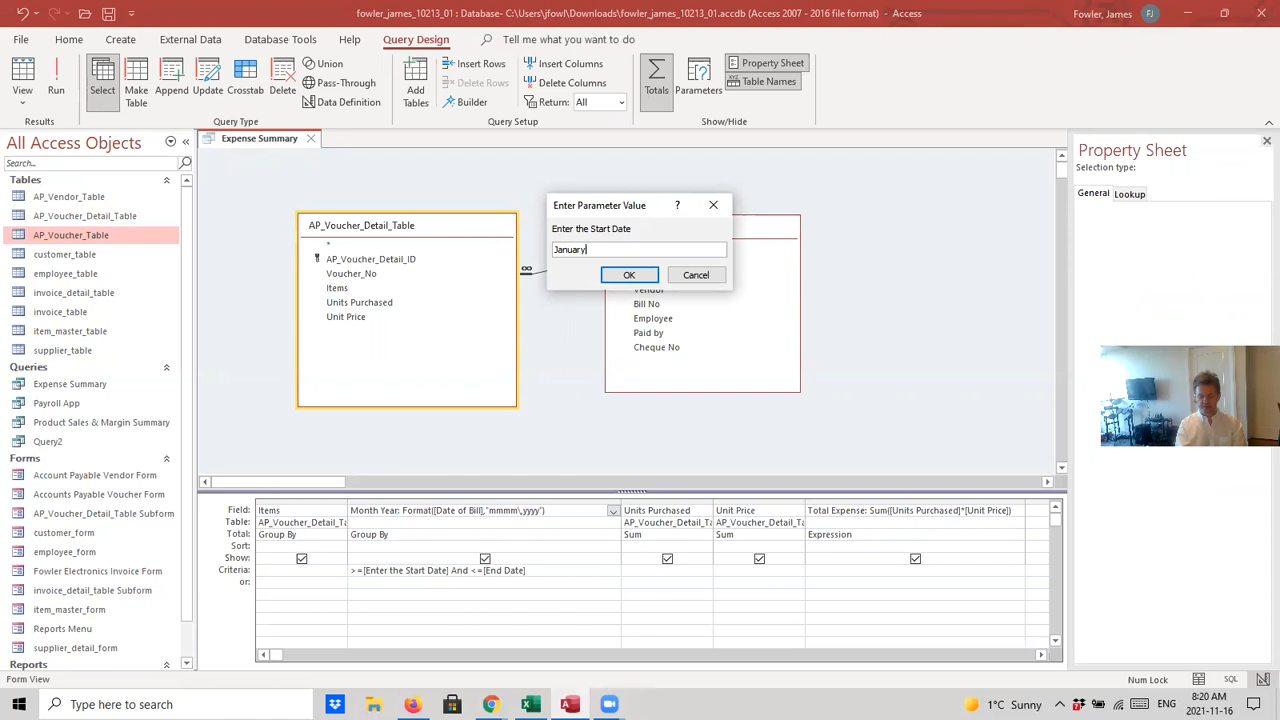 fowler_james_10213_01 : Database- C:\Users\jfowl\Downloads\fowler_james_10213_01.accdb (Access 2007 - 2016 file format) - Access
Fowler, James
FJ
File
Home
Create
External Data
Database Tools
Help
Query Design
Tell me what you want to do
View
Run
Select
Make Table
Append
Update
Crosstab
Delete
Union
Pass-Through
Data Definition
Add Tables
Insert Rows
Delete Rows
Builder
Insert Columns
Delete Columns
Return: All
Totals
Parameters
Property Sheet
Table Names
Results
Query Type
Query Setup
Show/Hide
All Access Objects
Search...
Tables
AP_Vendor_Table
AP_Voucher_Detail_Table
AP_Voucher_Table
customer_table
employee_table
invoice_detail_table
invoice_table
item_master_table
supplier_table
Queries
Expense Summary
Payroll App
Product Sales & Margin Summary
Query2
Forms
Account Payable Vendor Form
Accounts Payable Voucher Form
AP_Voucher_Detail_Table Subform
customer_form
employee_form
Fowler Electronics Invoice Form
invoice_detail_table Subform
item_master_form
Reports Menu
supplier_detail_form
Reports
Expense Summary
AP_Voucher_Detail_Table
*
AP_Voucher_Detail_ID
Voucher_No
Items
Units Purchased
Unit Price
Enter Parameter Value
?
Enter the Start Date
January
OK
Cancel
Vendor
Bill No
Employee
Paid by
Cheque No
Property Sheet
Selection type:
General
Lookup
Field: Items Month Year: Format([Date of Bill],"mmmm\,yyyy") Units Purchased Unit Price Total Expense: Sum([Units Purchased]*[Unit Price])
Table: AP_Voucher_Detail_Ta AP_Voucher_Detail_Ta AP_Voucher_Detail_Ta
Total: Group By Group By Sum Sum Expression
Sort:
Show:
Criteria: >=[Enter the Start Date] And <=[End Date]
or:
Form View
Num Lock
SQL
Type here to search
1°C Sunny
ENG
8:20 AM
2021-11-16